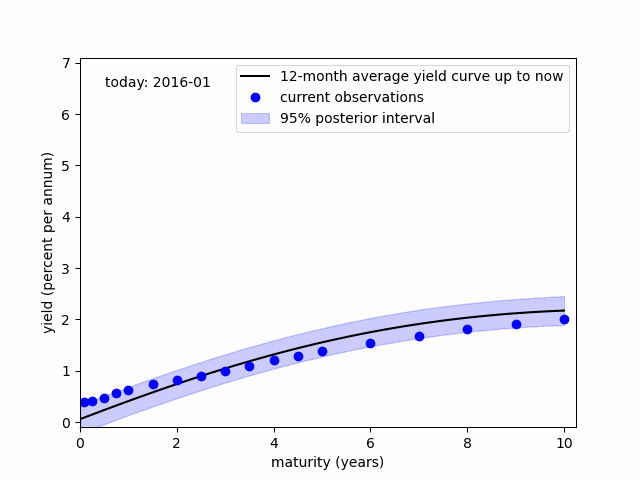 today: 2016-01
12-month average yield curve up to now
current observations
95% posterior interval
yield (percent per annum)
7
6
5
4
3
2
1
0
0 2 4 6 8 10
maturity (years)